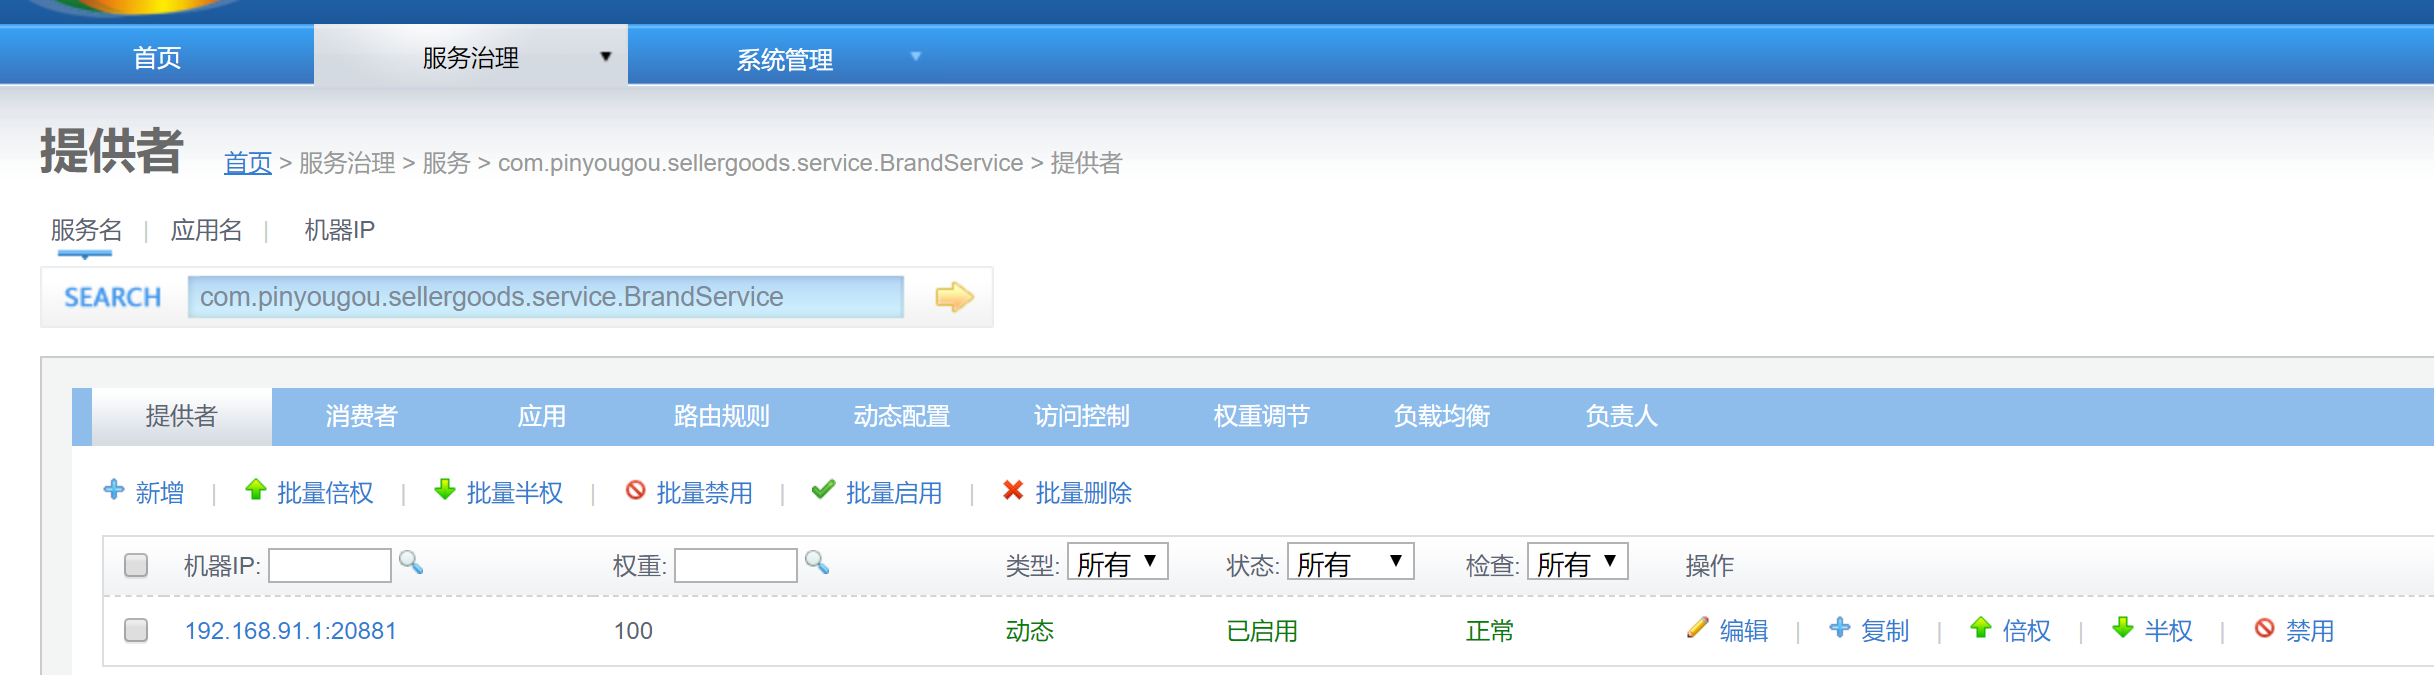 首页 服务治理 系统管理
提供者 首页 > 服务治理 > 服务 > com.pinyougou.sellergoods.service.BrandService > 提供者
服务名 | 应用名 | 机器IP
SEARCH com.pinyougou.sellergoods.service.BrandService
提供者 消费者 应用 路由规则 动态配置 访问控制 权重调节 负载均衡 负责人
新增 | 批量倍权 | 批量半权 | 批量禁用 | 批量启用 | 批量删除
机器IP: 权重: 类型: 所有 状态: 所有 检查: 所有 操作
192.168.91.1:20881 100 动态 已启用 正常 编辑 | 复制 | 倍权 | 半权 | 禁用